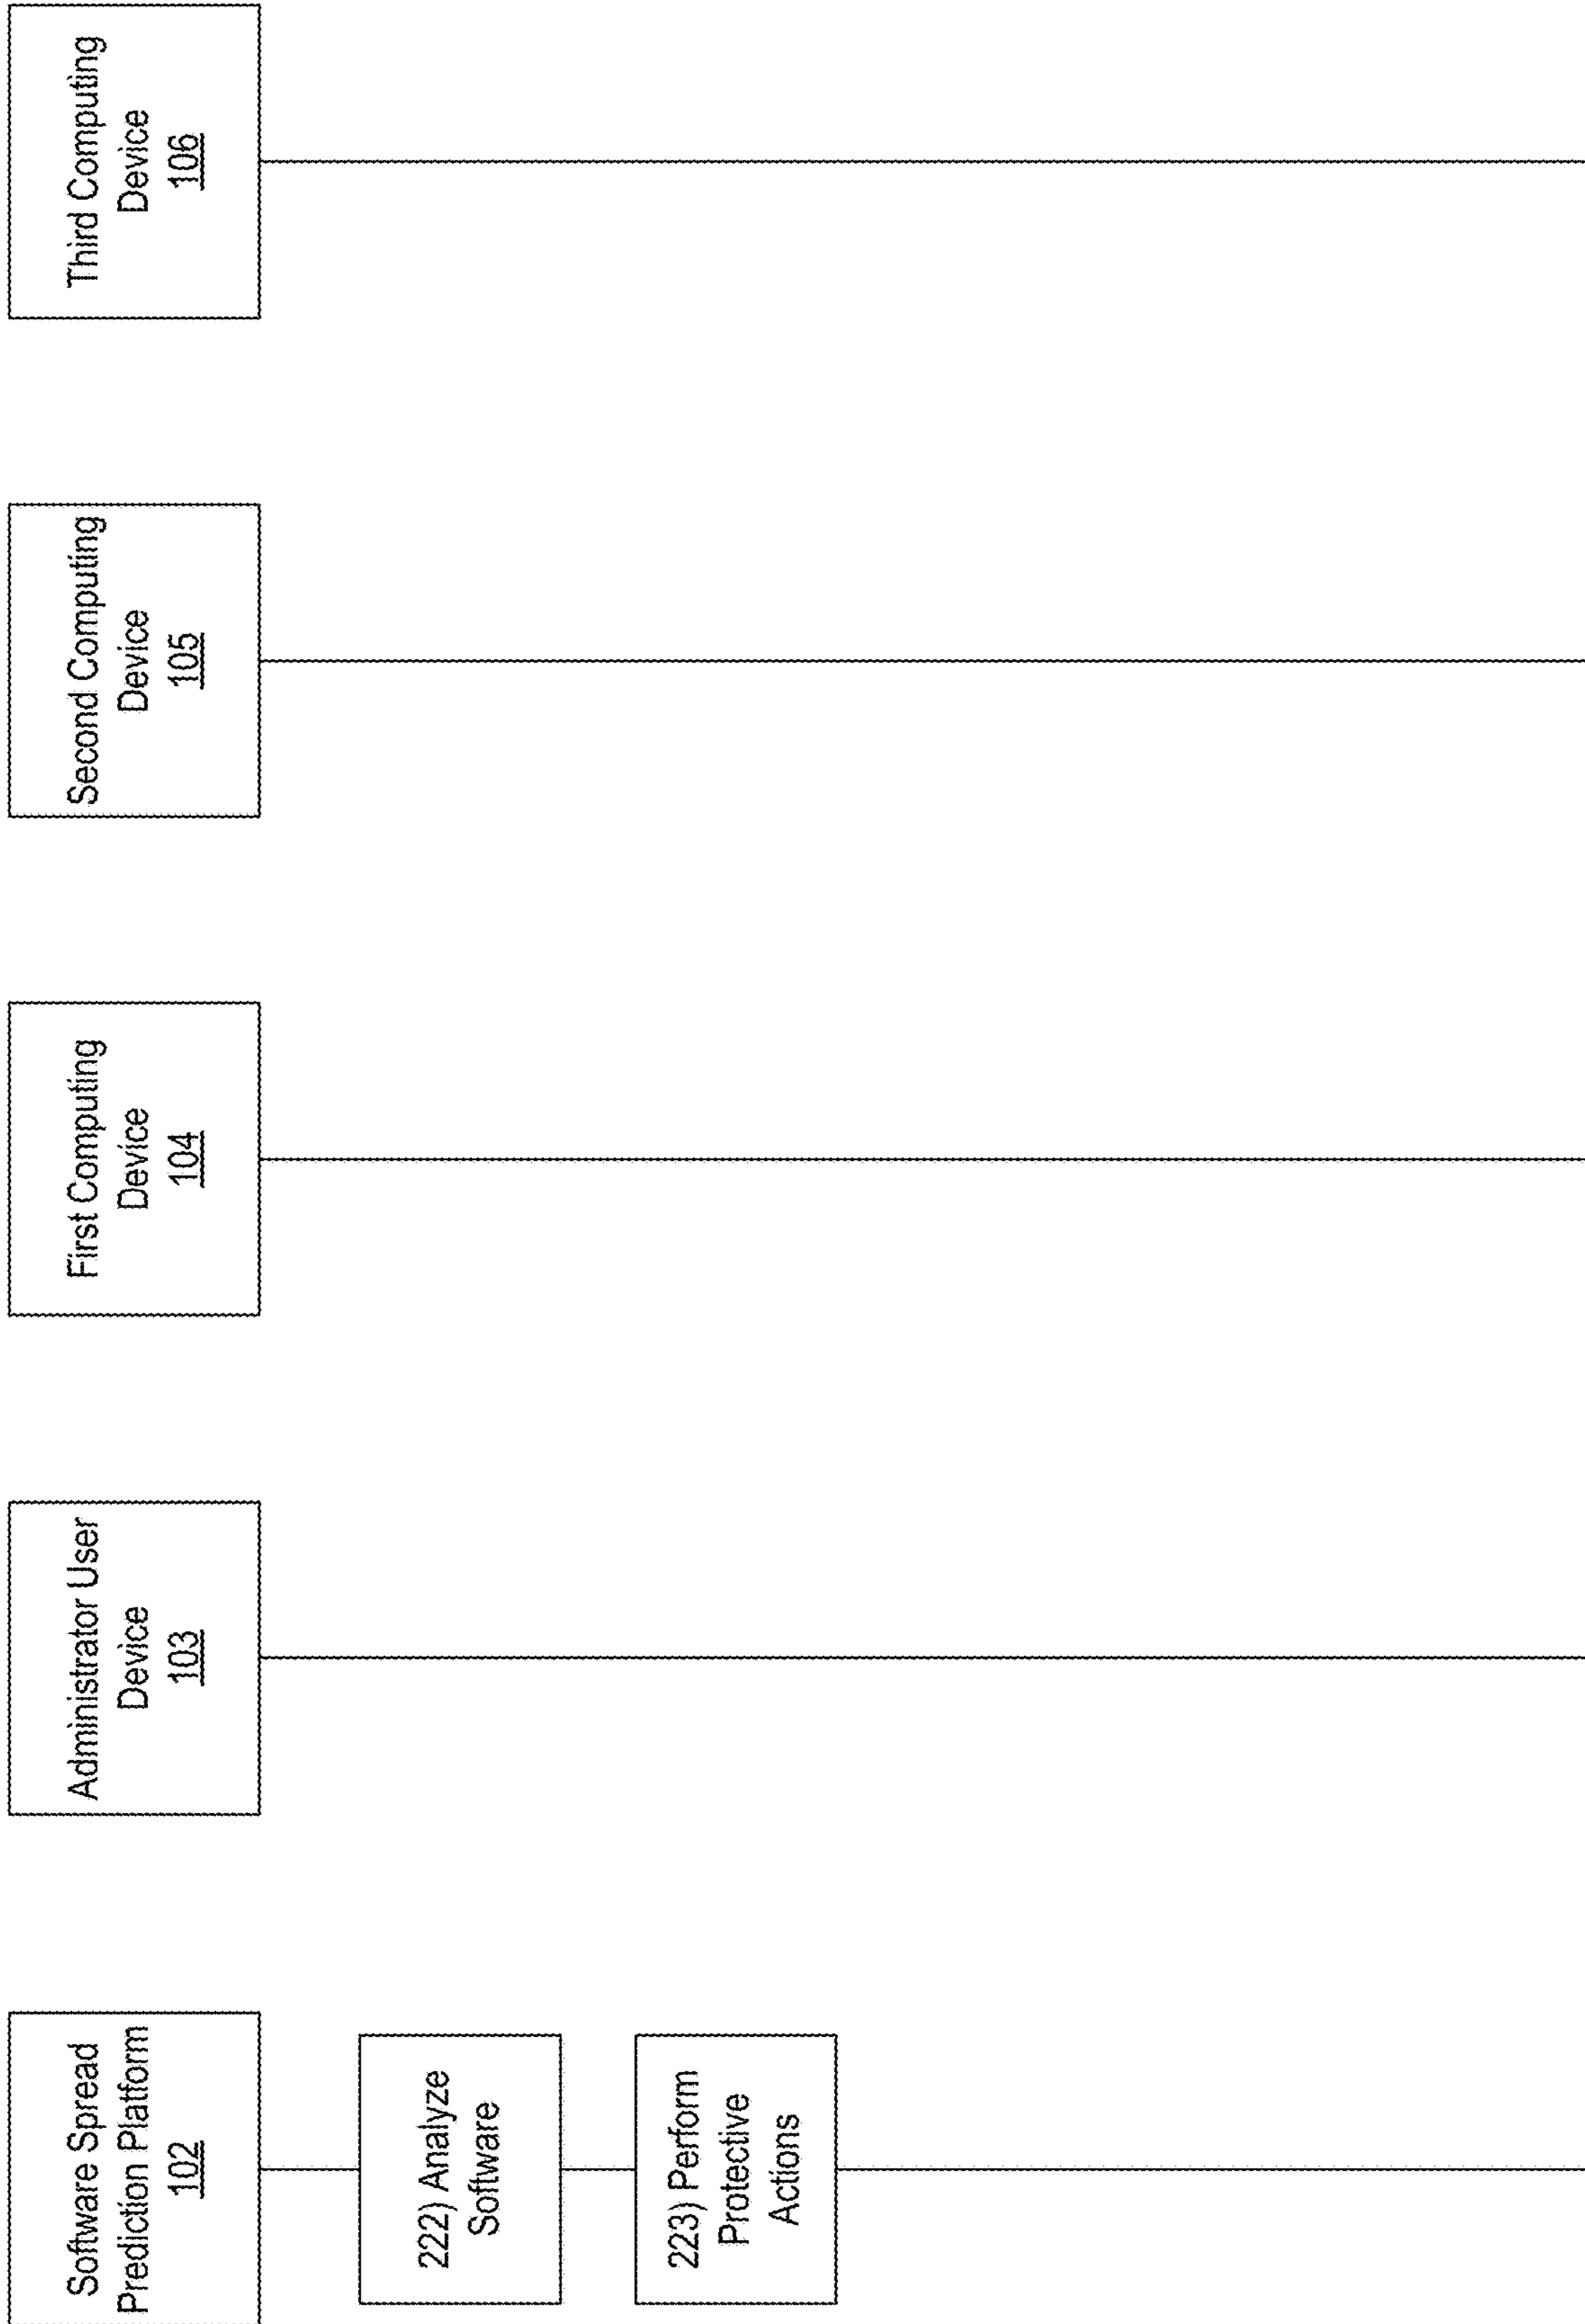 Software Spread
Prediction Platform
102
Administrator User
Device
103
First Computing
Device
104
Second Computing
Device
105
Third Computing
Device
106
222) Analyze
Software
223) Perform
Protective
Actions